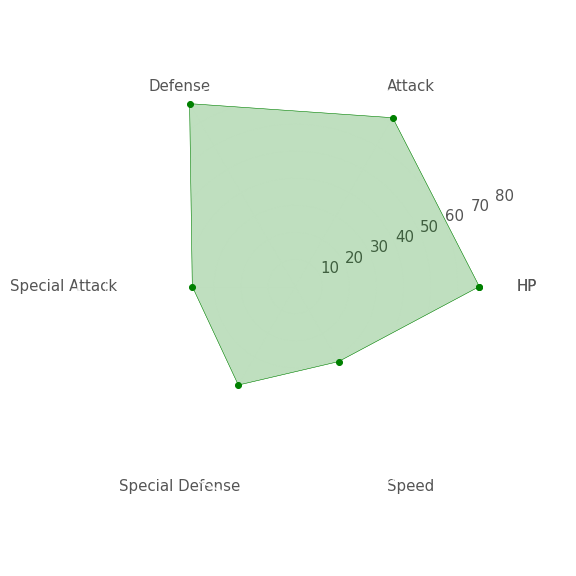 Defense
Attack
80
70
60
50
40
30
20
10
Special Attack
HP
Special Defense
Speed